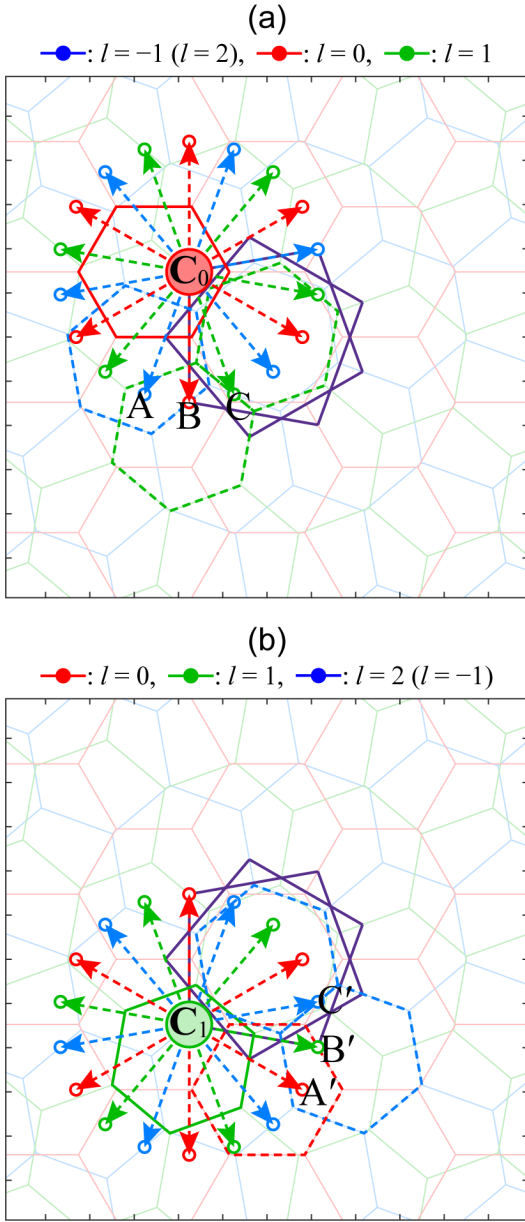 (a)
: l = −1 (l = 2), : l = 0, : l = 1
C₀
A B C
(b)
: l = 0, : l = 1, : l = 2 (l = −1)
C′
C₁
B′
A′